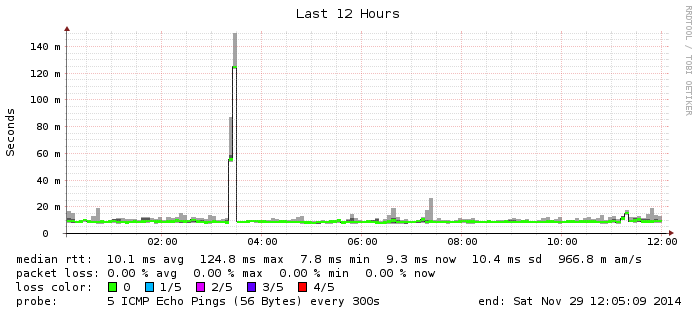 Last 12 Hours
RRDTOOL / TOBI OETIKER
Seconds
140 m
120 m
100 m
80 m
60 m
40 m
20 m
0
02:00 04:00 06:00 08:00 10:00 12:00
median rtt: 10.1 ms avg 124.8 ms max 7.8 ms min 9.3 ms now 10.4 ms sd 966.8 m am/s
packet loss: 0.00 % avg 0.00 % max 0.00 % min 0.00 % now
loss color: 0 1/5 2/5 3/5 4/5
probe: 5 ICMP Echo Pings (56 Bytes) every 300s end: Sat Nov 29 12:05:09 2014